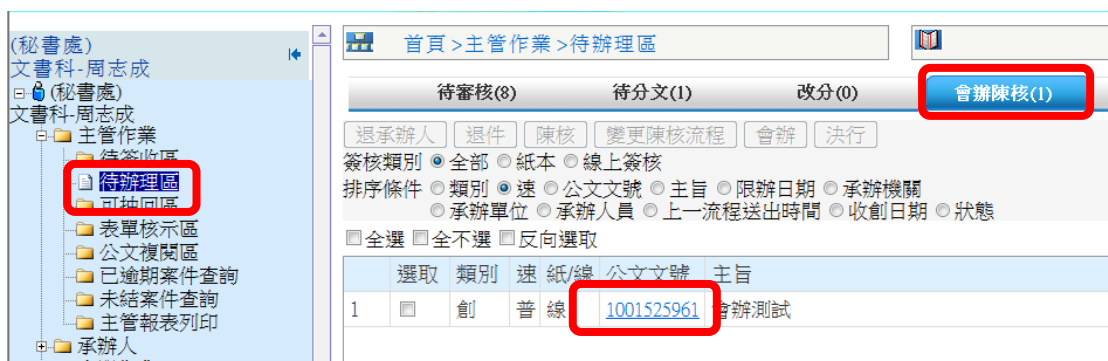 (秘書處)
文書科-周志成
(秘書處)
文書科-周志成
主管作業
待簽收區
待辦理區
可抽回區
表單核示區
公文複閱區
已逾期案件查詢
未結案件查詢
主管報表列印
承辦人
首頁>主管作業>待辦理區
待審核(8) 待分文(1) 改分(0) 會辦陳核(1)
退承辦人 退件 陳核 變更陳核流程 會辦 決行
簽核類別 全部 紙本 線上簽核
排序條件 類別 速 公文文號 主旨 限辦日期 承辦機關
承辦單位 承辦人員 上一流程送出時間 收創日期 狀態
全選 全不選 反向選取
選取 類別 速 紙/線 公文文號 主旨
1 創 普 線 1001525961 會辦測試